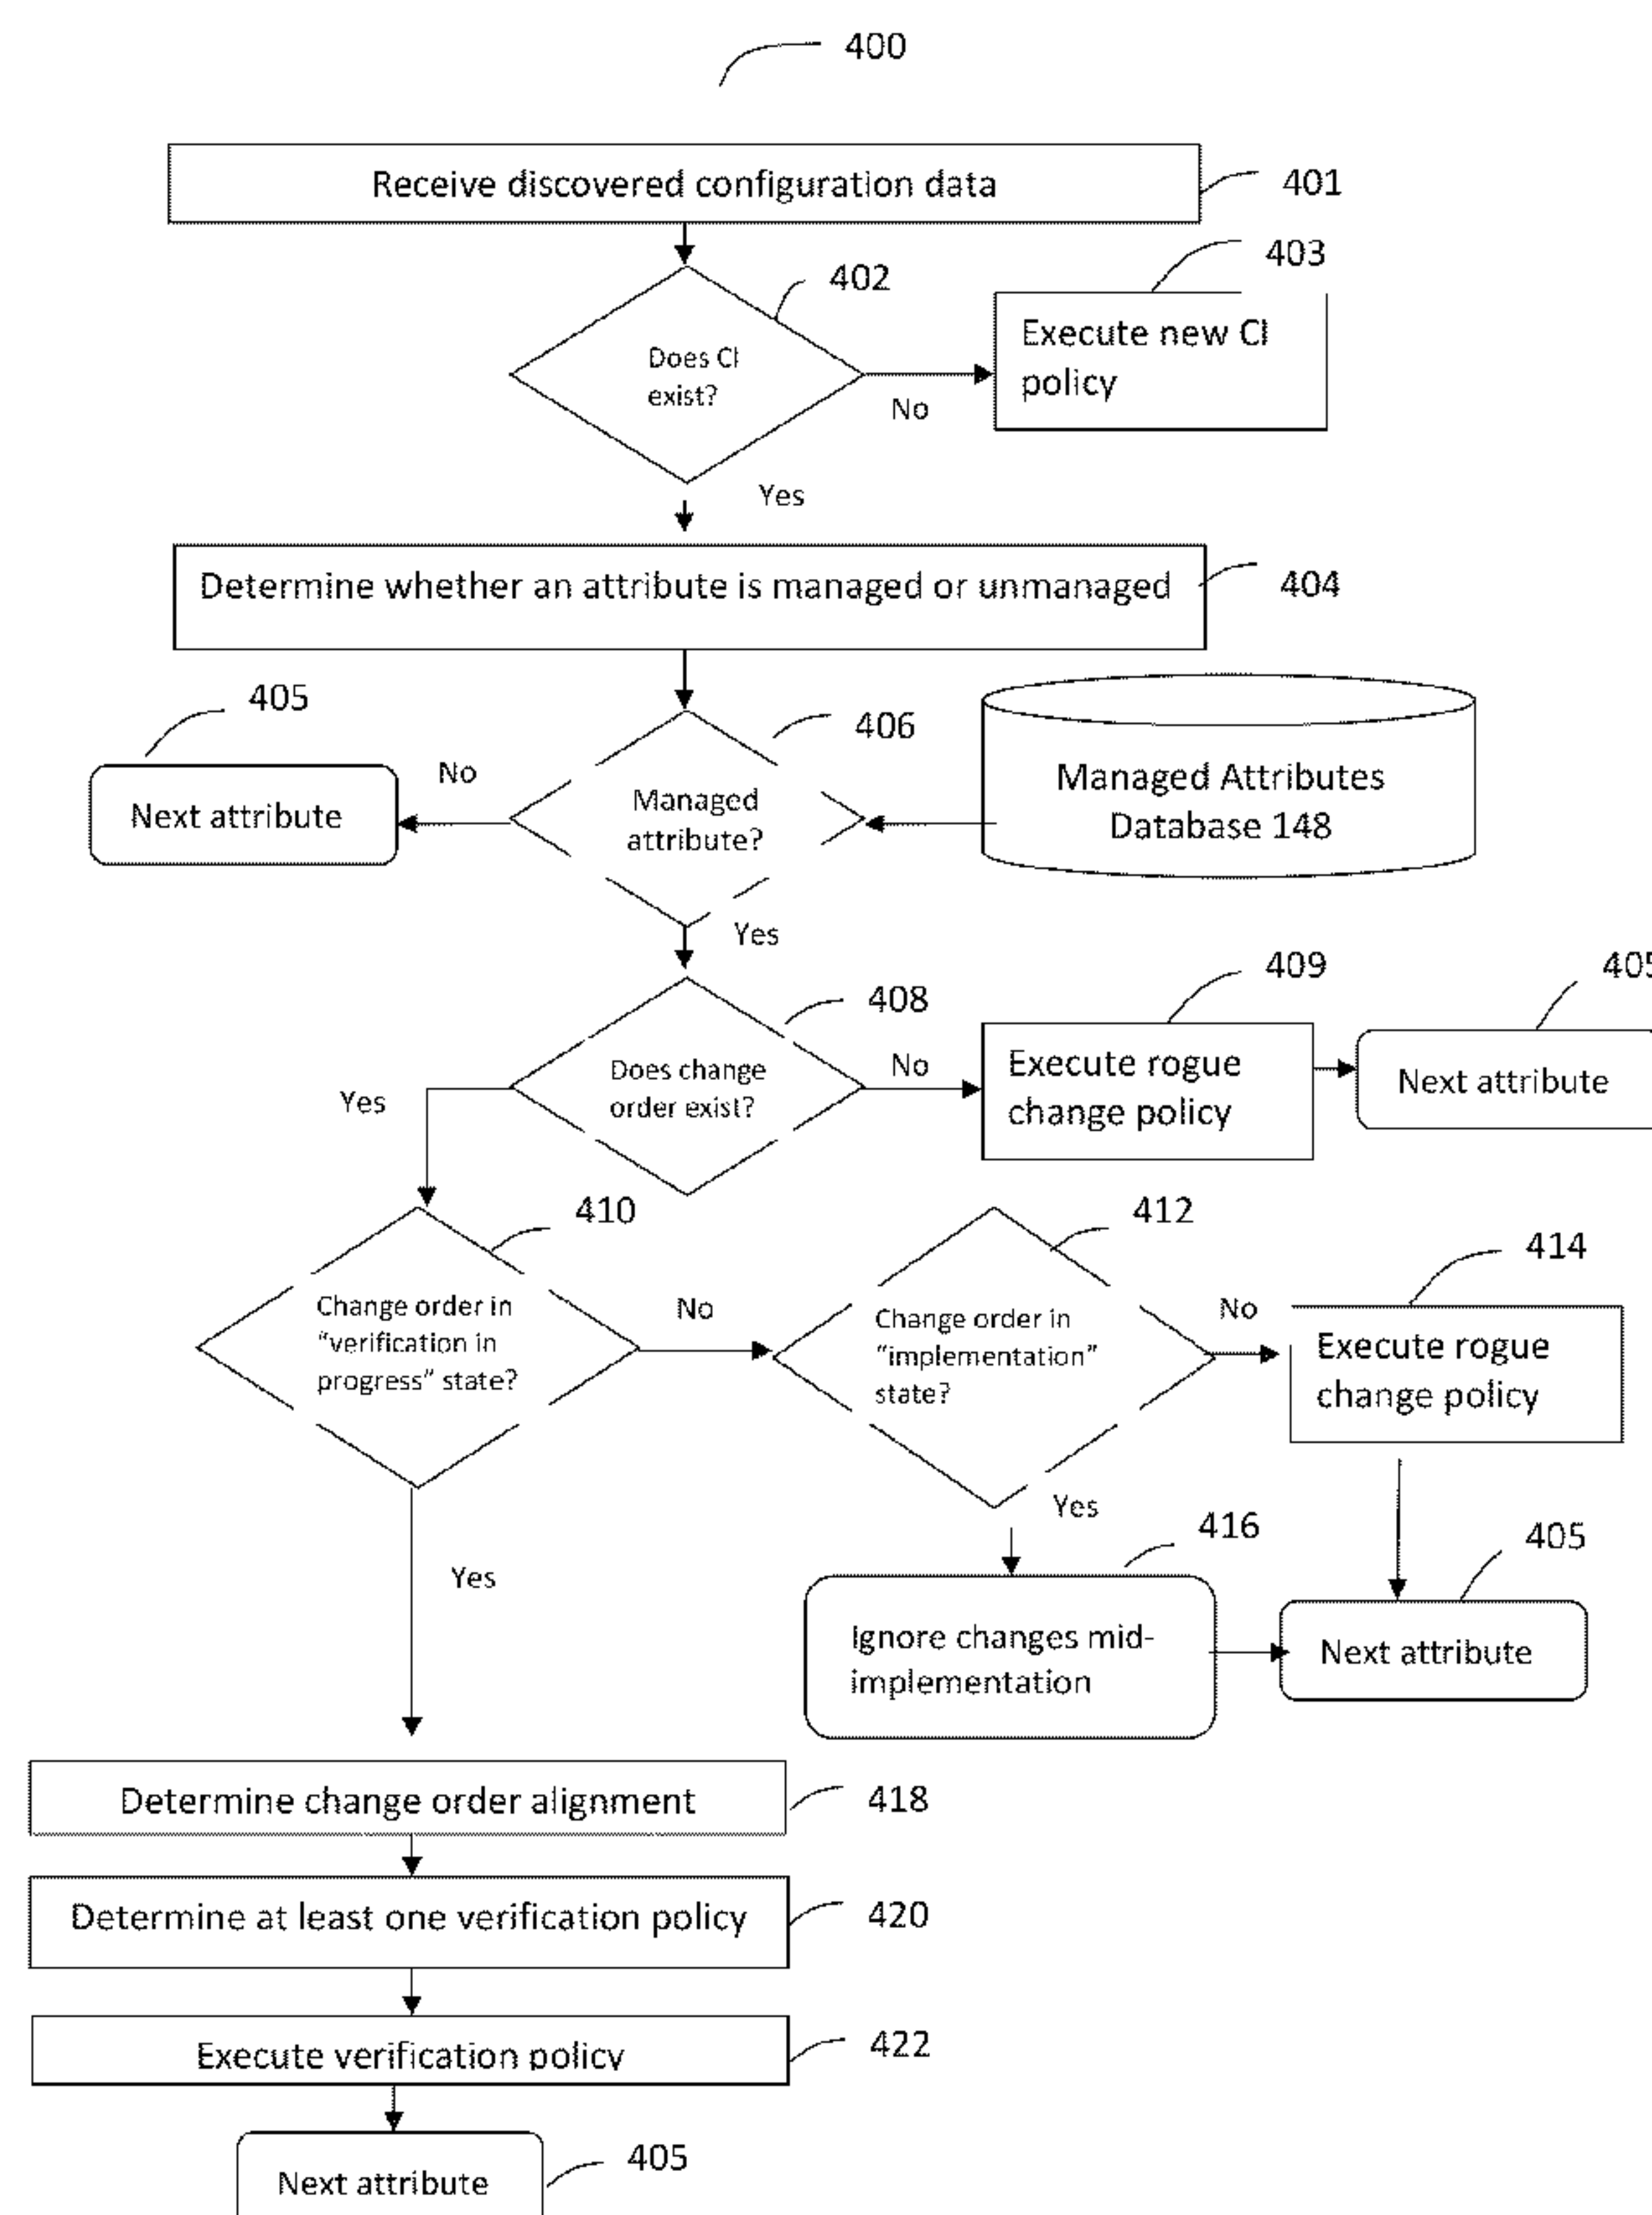 400
Receive discovered configuration data
401
403
402
Does CI
exist?
Execute new CI
policy
No
Yes
Determine whether an attribute is managed or unmanaged
404
405
406
Next attribute
No
Managed
attribute?
Managed Attributes
Database 148
Yes
409
405
408
Does change
order exist?
No
Execute rogue
change policy
Next attribute
Yes
410
412
414
Change order in
"verification in
progress" state?
No
Change order in
"implementation"
state?
No
Execute rogue
change policy
Yes
416
405
Yes
Ignore changes mid-
implementation
Next attribute
Determine change order alignment
418
Determine at least one verification policy
420
Execute verification policy
422
Next attribute
405